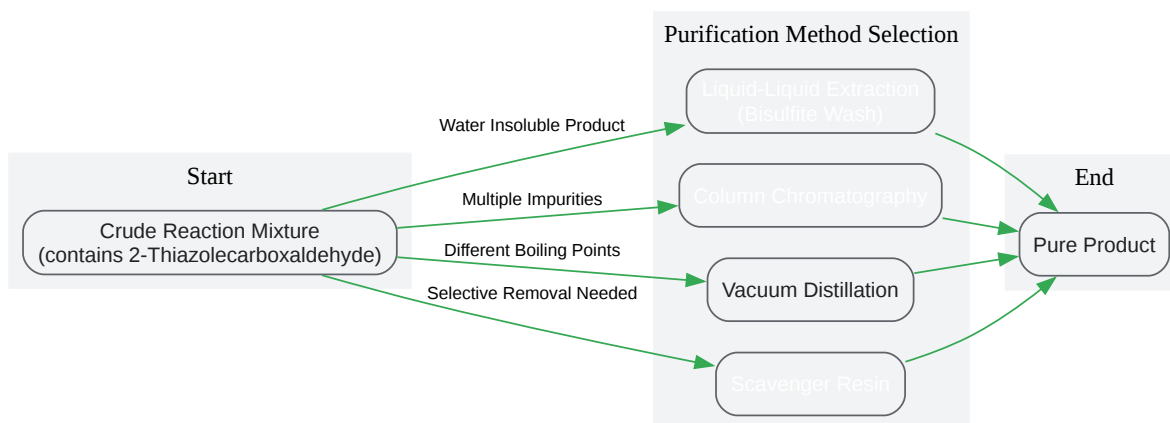 Purification Method Selection
Liquid-Liquid Extraction
(Bisulfite Wash)
Water Insoluble Product
Start
End
Multiple Impurities
Column Chromatography
Crude Reaction Mixture
(contains 2-Thiazolecarboxaldehyde)
Pure Product
Different Boiling Points
Vacuum Distillation
Selective Removal Needed
Scavenger Resin